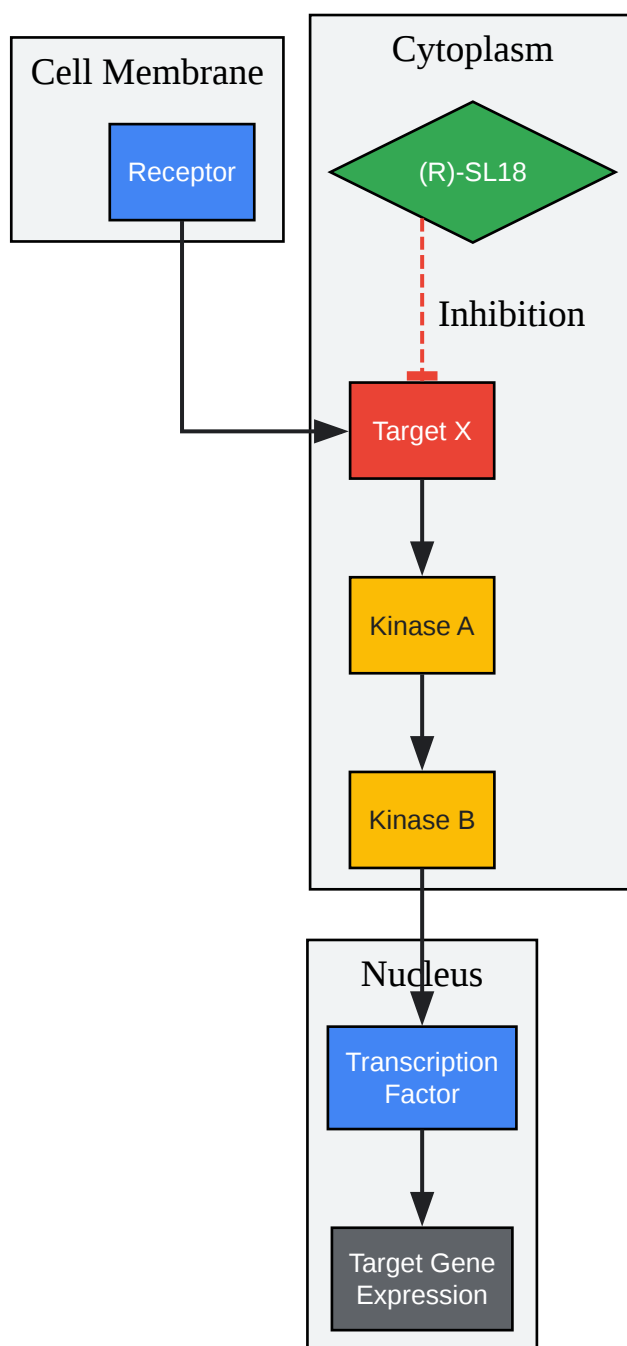 Cell Membrane
Receptor
Cytoplasm
(R)-SL18
Inhibition
Target X
Kinase A
Kinase B
Nucleus
Transcription
Factor
Target Gene
Expression